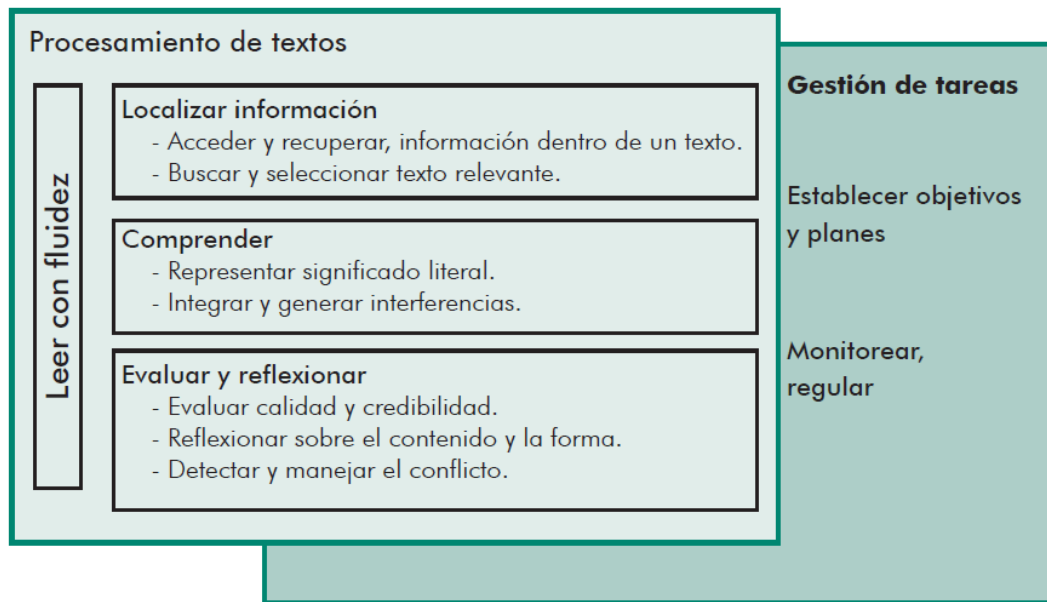 Procesamiento de textos
Leer con fluidez
Localizar información
- Acceder y recuperar, información dentro de un texto.
- Buscar y seleccionar texto relevante.
Comprender
- Representar significado literal.
- Integrar y generar interferencias.
Evaluar y reflexionar
- Evaluar calidad y credibilidad.
- Reflexionar sobre el contenido y la forma.
- Detectar y manejar el conflicto.
Gestión de tareas
Establecer objetivos
y planes
Monitorear,
regular